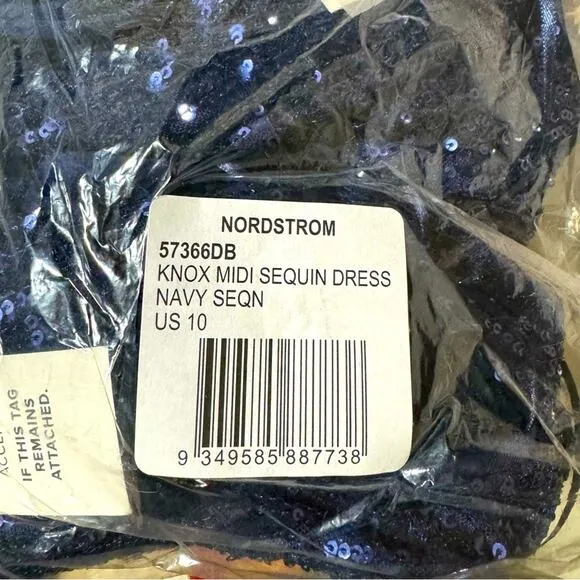 NORDSTROM
57366DB
KNOX MIDI SEQUIN DRESS
NAVY SEQN
US 10
9 349585 887738
IF THIS TAG
REMAINS
ATTACHED.